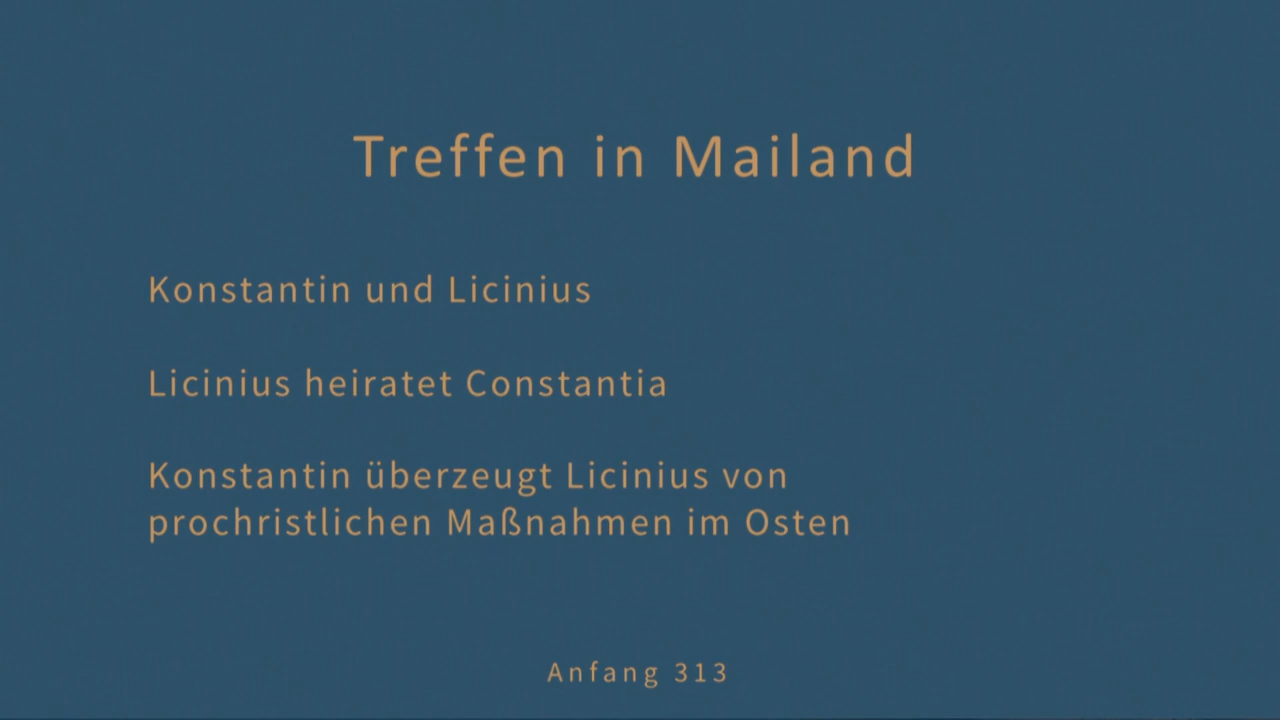 Treffen in Mailand
Konstantin und Licinius
Licinius heiratet Constantia
Konstantin überzeugt Licinius von
prochristlichen Maßnahmen im Osten
Anfang 313